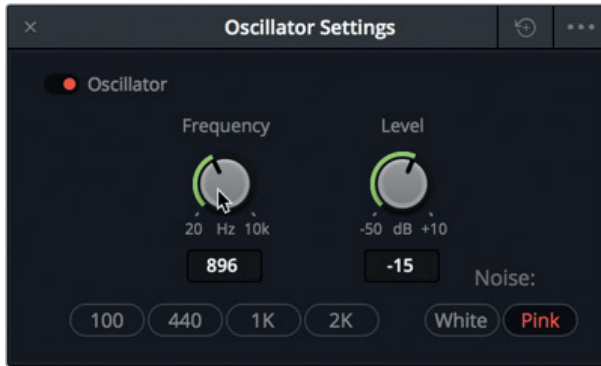 × Oscillator Settings •••
Oscillator
Frequency Level
20 Hz 10k -50 dB +10
896 -15
Noise:
100 440 1K 2K White Pink